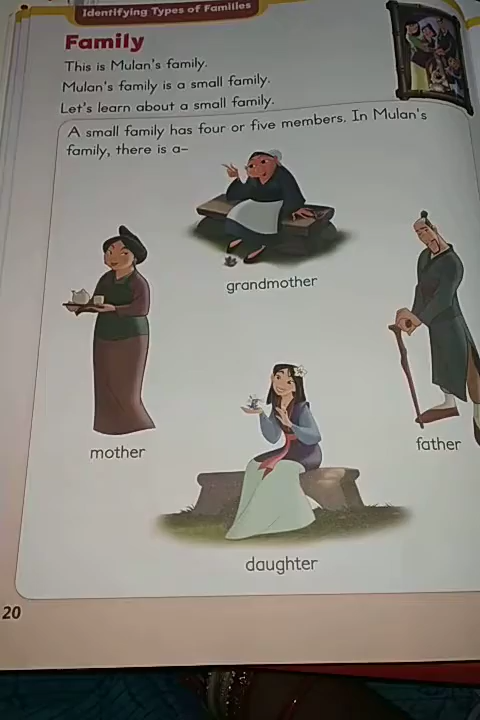 Identifying Types of Families
Family
This is Mulan's family.
Mulan's family is a small family.
Let's learn about a small family.
A small family has four or five members. In Mulan's
family, there is a–
grandmother
mother
father
daughter
20